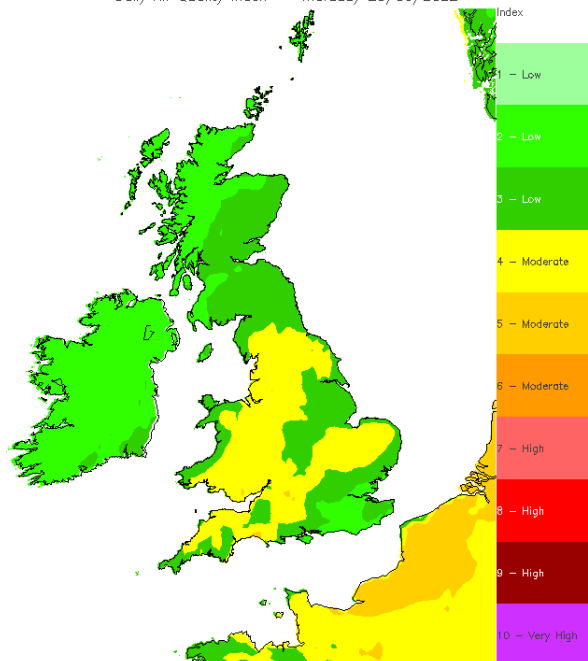 Index
1 - Low
2 - Low
3 - Low
4 - Moderate
5 - Moderate
6 - Moderate
7 - High
8 - High
9 - High
10 - Very High